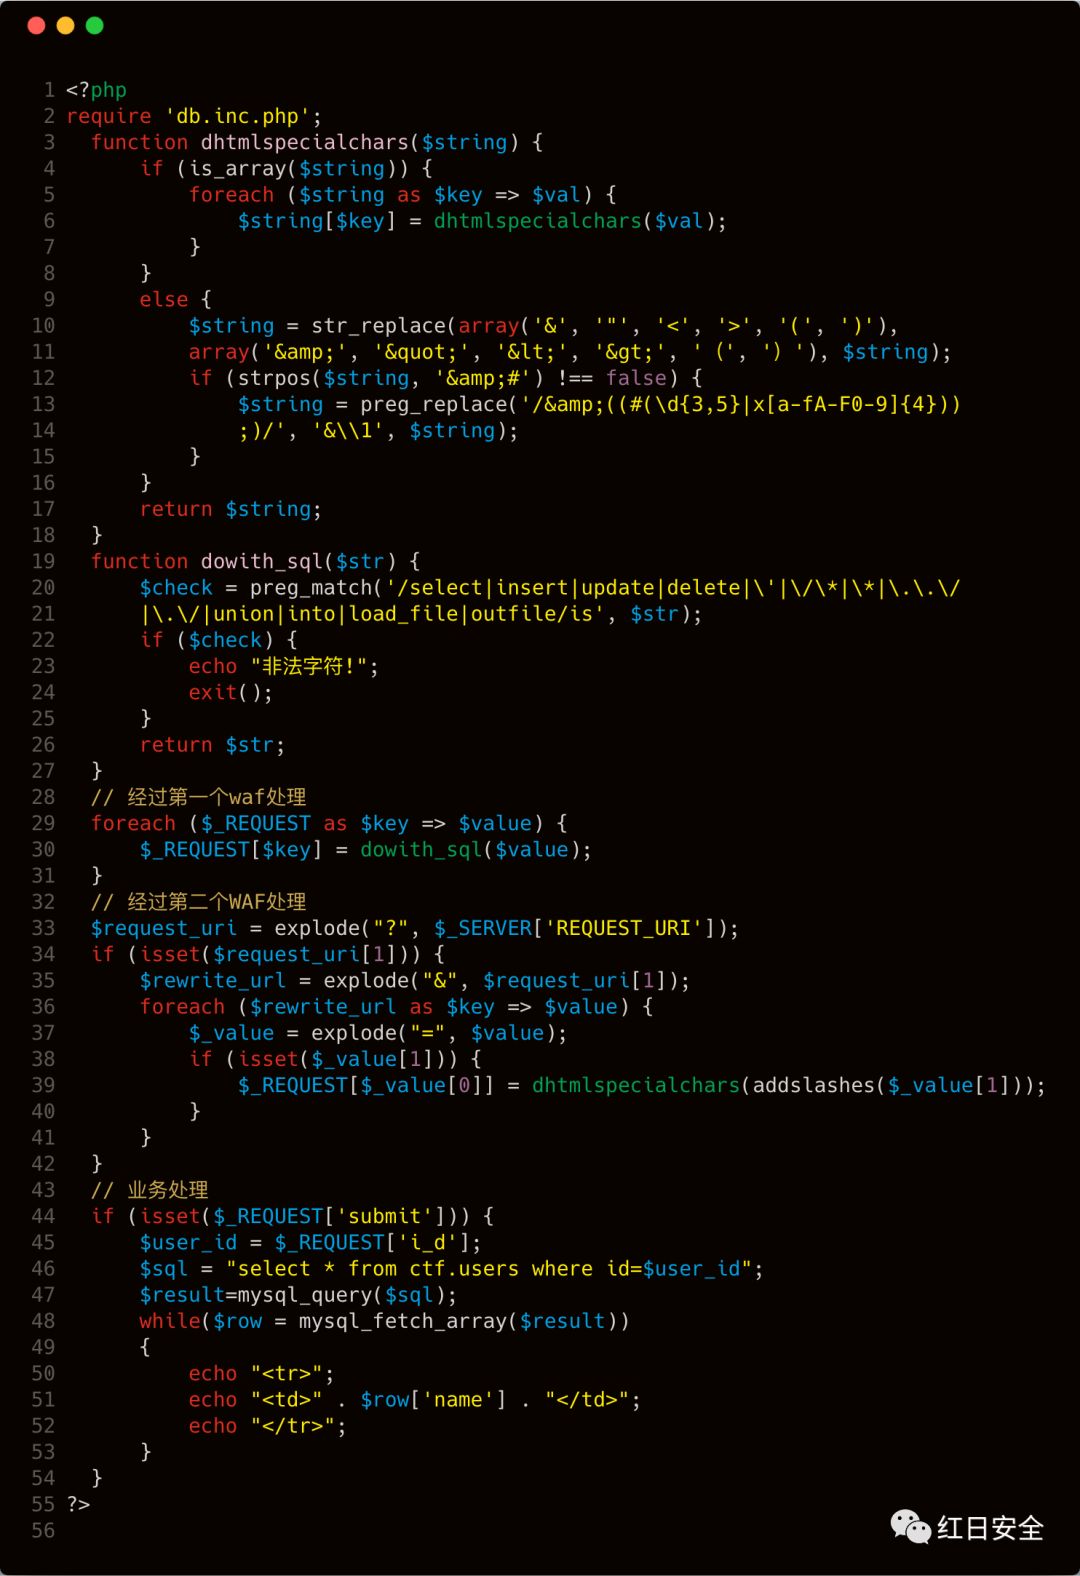 1 <?php
2 require 'db.inc.php';
3   function dhtmlspecialchars($string) {
4       if (is_array($string)) {
5           foreach ($string as $key => $val) {
6               $string[$key] = dhtmlspecialchars($val);
7           }
8       }
9       else {
10           $string = str_replace(array('&', '"', '<', '>', '(', ')'),
11           array('&amp;', '&quot;', '&lt;', '&gt;', '（', '）'), $string);
12           if (strpos($string, '&amp;#') !== false) {
13               $string = preg_replace('/&amp;((#(\d{3,5}|x[a-fA-F0-9]{4}))
14               ;)/', '&\\1', $string);
15           }
16       }
17       return $string;
18   }
19   function dowith_sql($str) {
20       $check = preg_match('/select|insert|update|delete|\'|\/\*|\*|\.\.\/
21       |\.\/|union|into|load_file|outfile/is', $str);
22       if ($check) {
23           echo "非法字符!";
24           exit();
25       }
26       return $str;
27   }
28   // 经过第一个waf处理
29   foreach ($_REQUEST as $key => $value) {
30       $_REQUEST[$key] = dowith_sql($value);
31   }
32   // 经过第二个WAF处理
33   $request_uri = explode("?", $_SERVER['REQUEST_URI']);
34   if (isset($request_uri[1])) {
35       $rewrite_url = explode("&", $request_uri[1]);
36       foreach ($rewrite_url as $key => $value) {
37           $_value = explode("=", $value);
38           if (isset($_value[1])) {
39               $_REQUEST[$_value[0]] = dhtmlspecialchars(addslashes($_value[1]));
40           }
41       }
42   }
43   // 业务处理
44   if (isset($_REQUEST['submit'])) {
45       $user_id = $_REQUEST['i_d'];
46       $sql = "select * from ctf.users where id=$user_id";
47       $result=mysql_query($sql);
48       while($row = mysql_fetch_array($result))
49       {
50           echo "<tr>";
51           echo "<td>" . $row['name'] . "</td>";
52           echo "</tr>";
53       }
54   }
55 ?>
56
红日安全